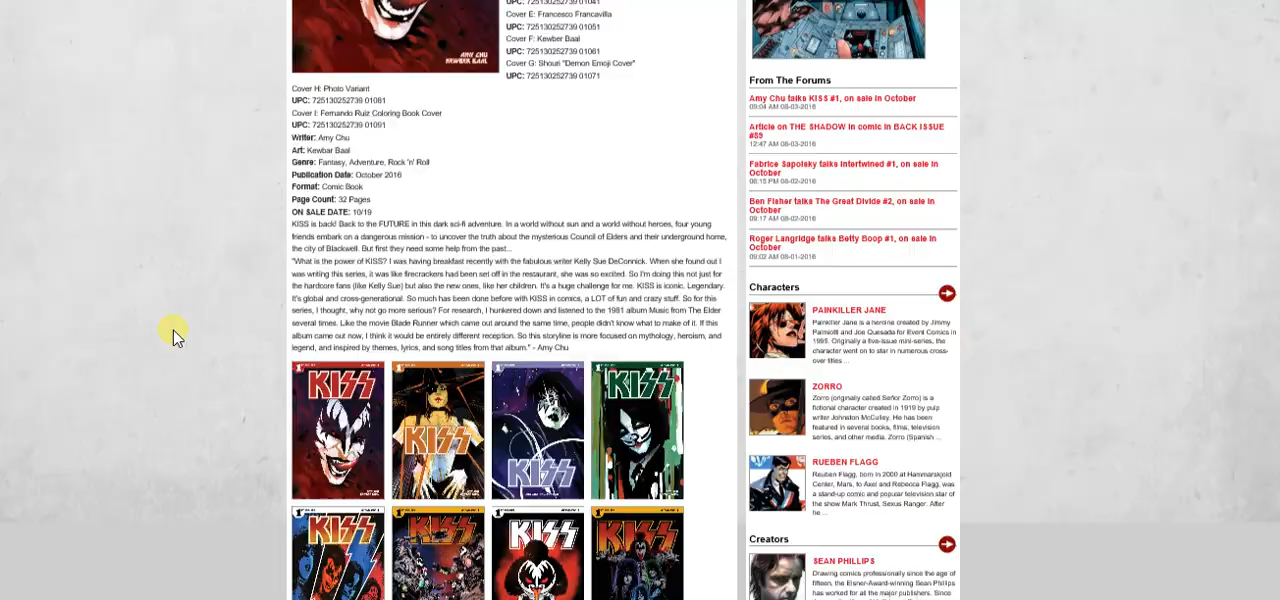 UPC: 725130252739 01041
Cover E: Francesco Francavilla
UPC: 725130252739 01051
Cover F: Kewber Baal
UPC: 725130252739 01061
Cover G: Shouri "Demon Emoji Cover"
UPC: 725130252739 01071
AMY CHU
KEWBER BAAL
Cover H: Photo Variant
UPC: 725130252739 01081
Cover I: Fernando Ruiz Coloring Book Cover
UPC: 725130252739 01091
Writer: Amy Chu
Art: Kewbar Baal
Genre: Fantasy, Adventure, Rock 'n' Roll
Publication Date: October 2016
Format: Comic Book
Page Count: 32 Pages
ON SALE DATE: 10/19
KISS is back! Back to the FUTURE in this dark sci-fi adventure. In a world without sun and a world without heroes, four young
friends embark on a dangerous mission - to uncover the truth about the mysterious Council of Elders and their underground home,
the city of Blackwell. But first they need some help from the past...
"What is the power of KISS? I was having breakfast recently with the fabulous writer Kelly Sue DeConnick. When she found out I
was writing this series, it was like firecrackers had been set off in the restaurant, she was so excited. So I'm doing this not just for
the hardcore fans (like Kelly Sue) but also the new ones, like her children. It's a huge challenge for me. KISS is iconic. Legendary.
It's global and cross-generational. So much has been done before with KISS in comics, a LOT of fun and crazy stuff. So for this
series, I thought, why not go more serious? For research, I hunkered down and listened to the 1981 album Music from The Elder
several times. Like the movie Blade Runner which came out around the same time, people didn't know what to make of it. If this
album came out now, I think it would be entirely different reception. So this storyline is more focused on mythology, heroism, and
legend, and inspired by themes, lyrics, and song titles from that album." - Amy Chu
KISS
KISS
KISS
KISS
KISS
KISS
KISS
KISS
From The Forums
Amy Chu talks KISS #1, on sale in October
09:04 AM 08-03-2016
Article on THE SHADOW in comic in BACK ISSUE
#89
12:47 AM 08-03-2016
Fabrice Sapolsky talks Intertwined #1, on sale in
October
06:15 PM 08-02-2016
Ben Fisher talks The Great Divide #2, on sale in
October
09:17 AM 08-02-2016
Roger Langridge talks Betty Boop #1, on sale in
October
09:02 AM 08-01-2016
Characters
PAINKILLER JANE
Painkiller Jane is a heroine created by Jimmy
Palmiotti and Joe Quesada for Event Comics in
1995. Originally a five-issue mini-series, the
character went on to star in numerous cross-
over titles ...
ZORRO
Zorro (originally called Señor Zorro) is a
fictional character created in 1919 by pulp
writer Johnston McCulley. He has been
featured in several books, films, television
series, and other media. Zorro (Spanish ...
RUEBEN FLAGG
Reuben Flagg, born in 2000 at Hammarskjold
Center, Mars, to Axel and Rebecca Flagg, was
a stand-up comic and popular television star of
the show Mark Thrust, Sexus Ranger. After
he ...
Creators
SEAN PHILLIPS
Drawing comics professionally since the age of
fifteen, the Eisner-Award-winning Sean Phillips
has worked for all the major publishers. Since